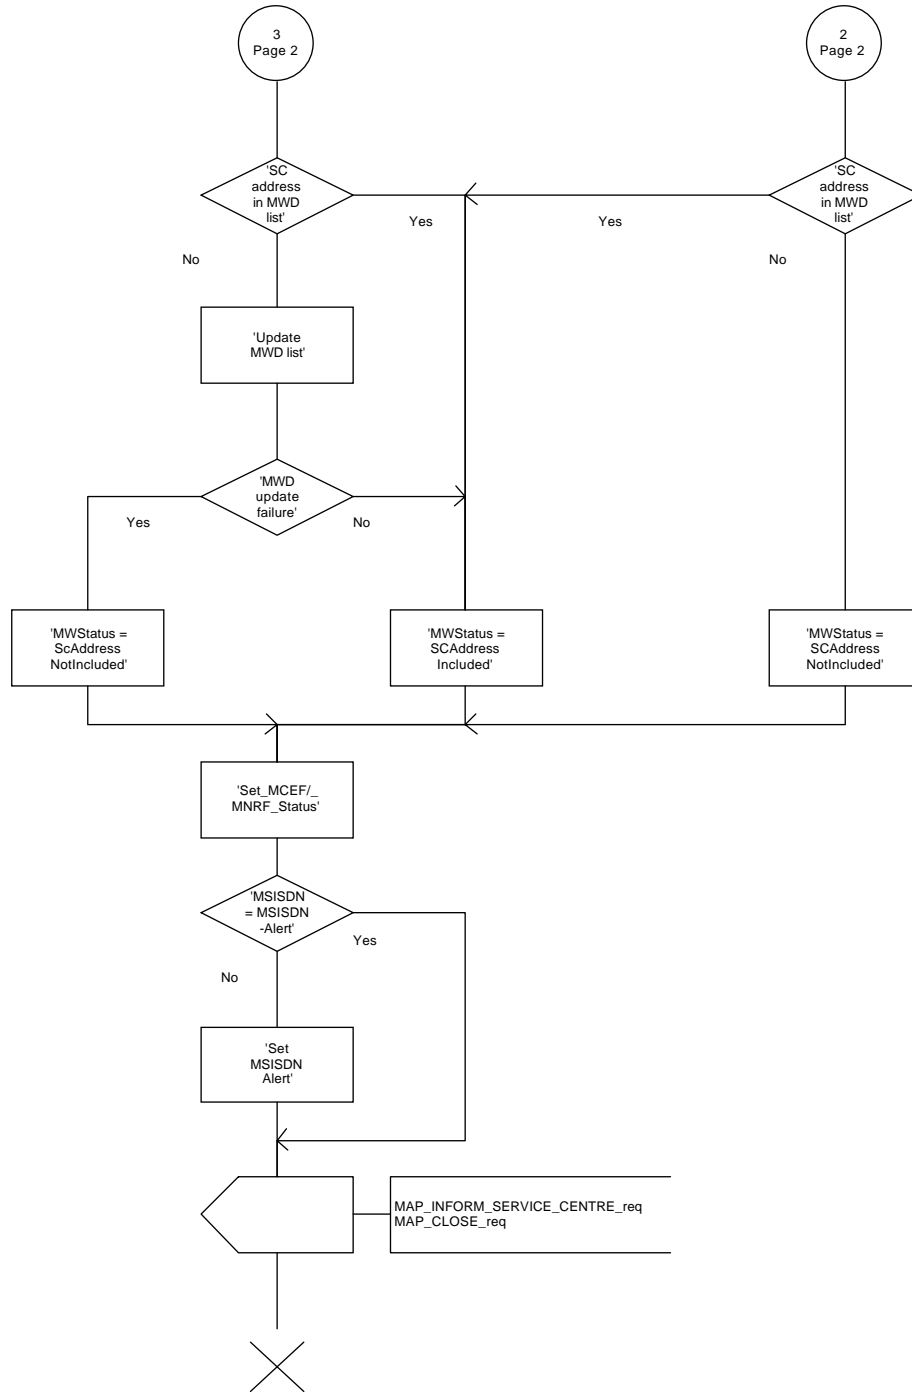 3
Page 2
2
Page 2
'SC
address
in MWD
list'
'SC
address
in MWD
list'
Yes
Yes
No
No
'Update
MWD list'
'MWD
update
failure'
Yes
No
'MWStatus =
ScAddress
NotIncluded'
'MWStatus =
SCAddress
Included'
'MWStatus =
SCAddress
NotIncluded'
'Set_MCEF/_
MNRF_Status'
'MSISDN
= MSISDN
-Alert'
Yes
No
'Set
MSISDN
Alert'
MAP_INFORM_SERVICE_CENTRE_req
MAP_CLOSE_req